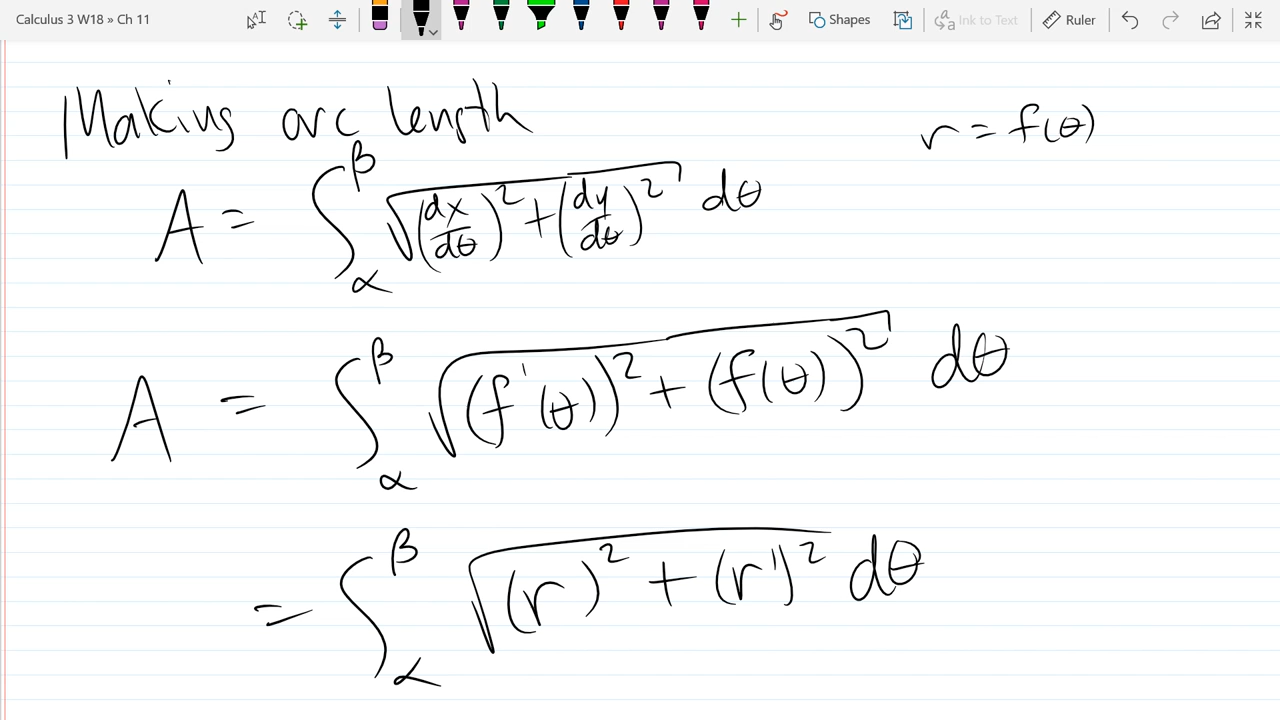 Calculus 3 W18 » Ch 11 Shapes Ink to Text Ruler
Making arc length
r = f(θ)
A = ∫_α^β √((dx/dθ)² + (dy/dθ)²) dθ
A = ∫_α^β √((f'(θ))² + (f(θ))²) dθ
= ∫_α^β √((r)² + (r')²) dθ